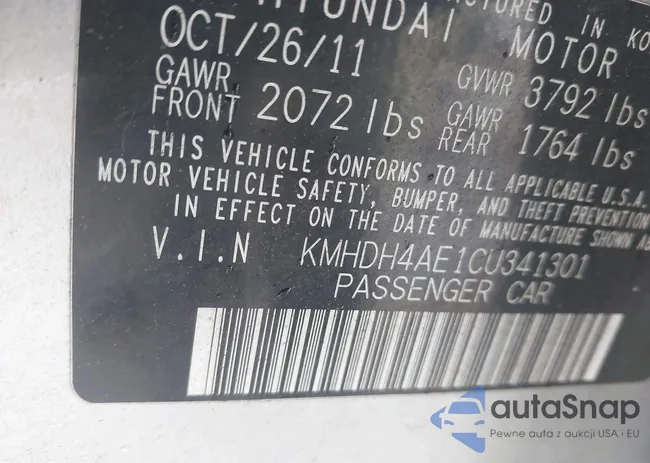 HYUNDAI MOTOR
OCT/26/11
GVWR 3792 lbs
GAWR FRONT 2072 lbs
GAWR REAR 1764 lbs
THIS VEHICLE CONFORMS TO ALL APPLICABLE U.S.A.
MOTOR VEHICLE SAFETY, BUMPER, AND THEFT PREVENTION
IN EFFECT ON THE DATE OF MANUFACTURE SHOWN
V.I.N KMHDH4AE1CU341301
PASSENGER CAR
autoSnap
Pewne auta z aukcji USA i EU